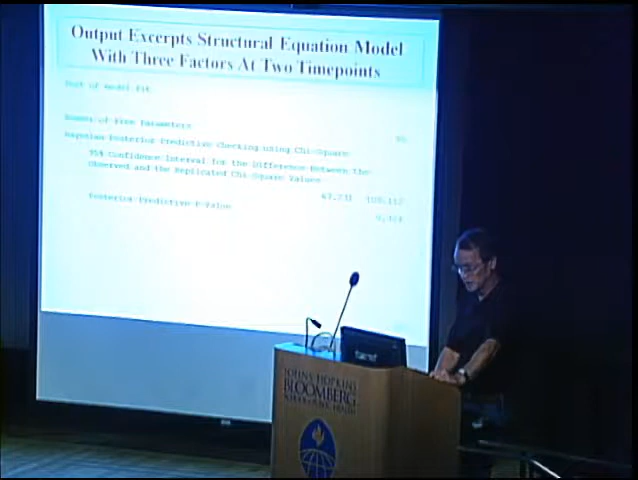 Output Excerpts Structural Equation Model
With Three Factors At Two Timepoints
Test of model fit
Number of Free Parameters
Bayesian Posterior Predictive Checking using Chi-Square
95% Confidence Interval for the Difference Between the
Observed and the Replicated Chi-Square Values
Posterior Predictive P-Value
JOHNS HOPKINS
BLOOMBERG